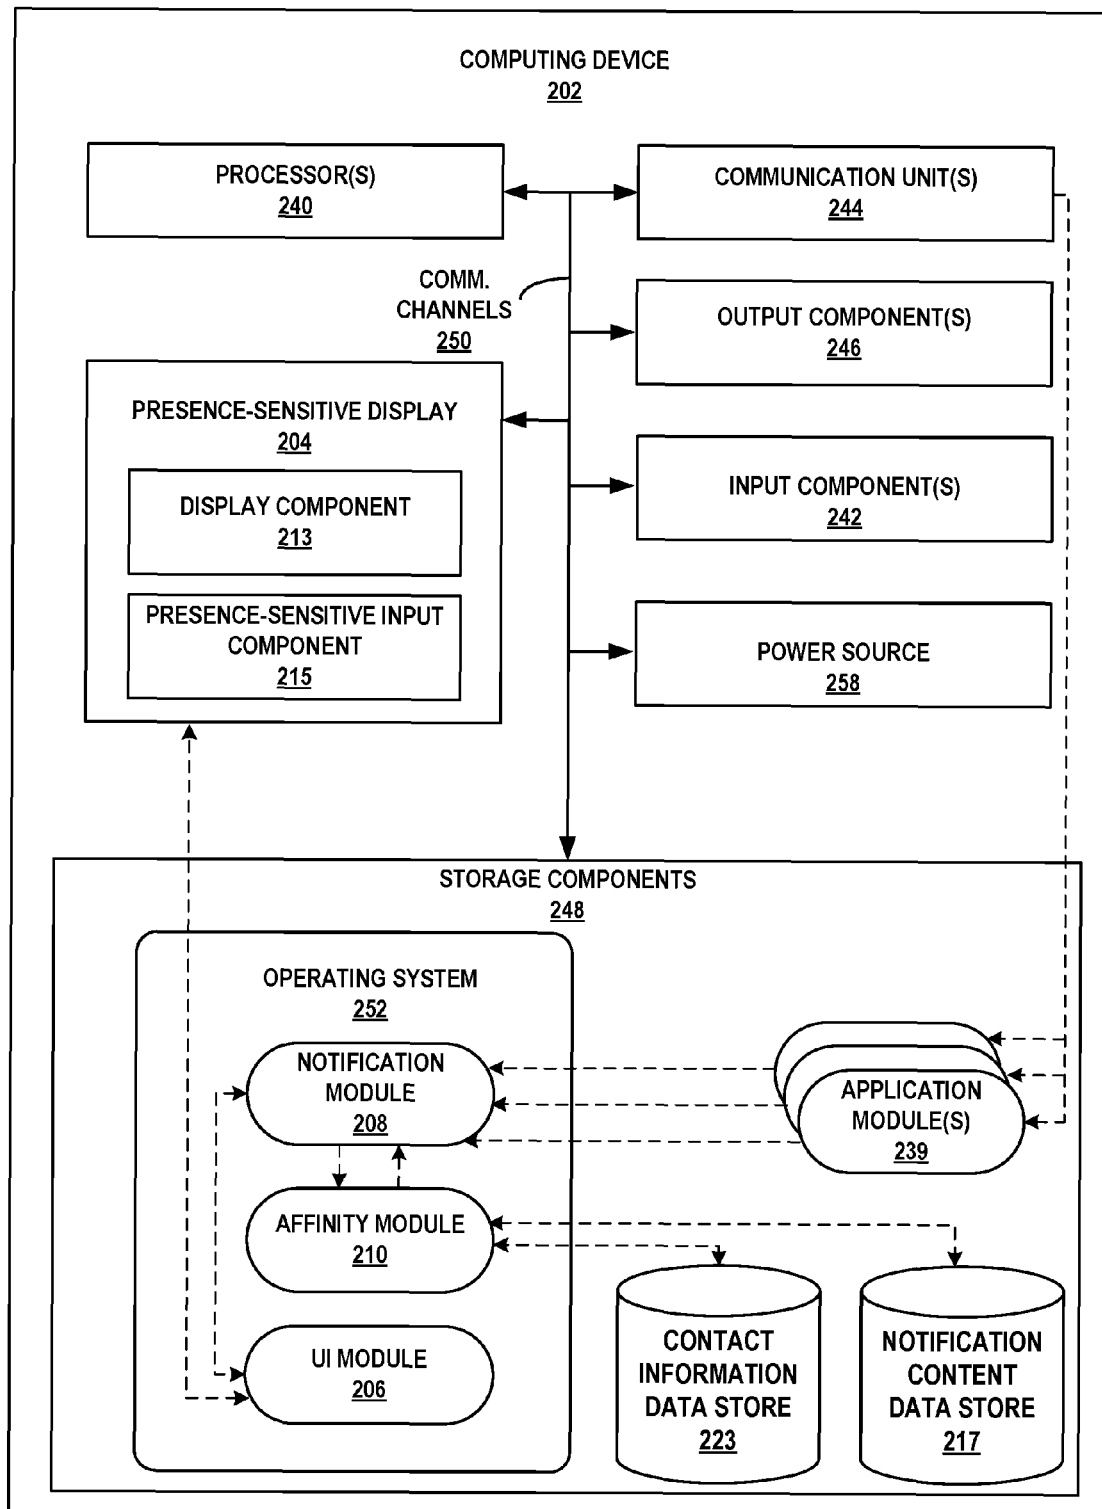 COMPUTING DEVICE
202
PROCESSOR(S)
240
COMMUNICATION UNIT(S)
244
COMM.
CHANNELS
250
OUTPUT COMPONENT(S)
246
PRESENCE-SENSITIVE DISPLAY
204
DISPLAY COMPONENT
213
PRESENCE-SENSITIVE INPUT
COMPONENT
215
INPUT COMPONENT(S)
242
POWER SOURCE
258
STORAGE COMPONENTS
248
OPERATING SYSTEM
252
NOTIFICATION
MODULE
208
APPLICATION
MODULE(S)
239
AFFINITY MODULE
210
UI MODULE
206
CONTACT
INFORMATION
DATA STORE
223
NOTIFICATION
CONTENT
DATA STORE
217